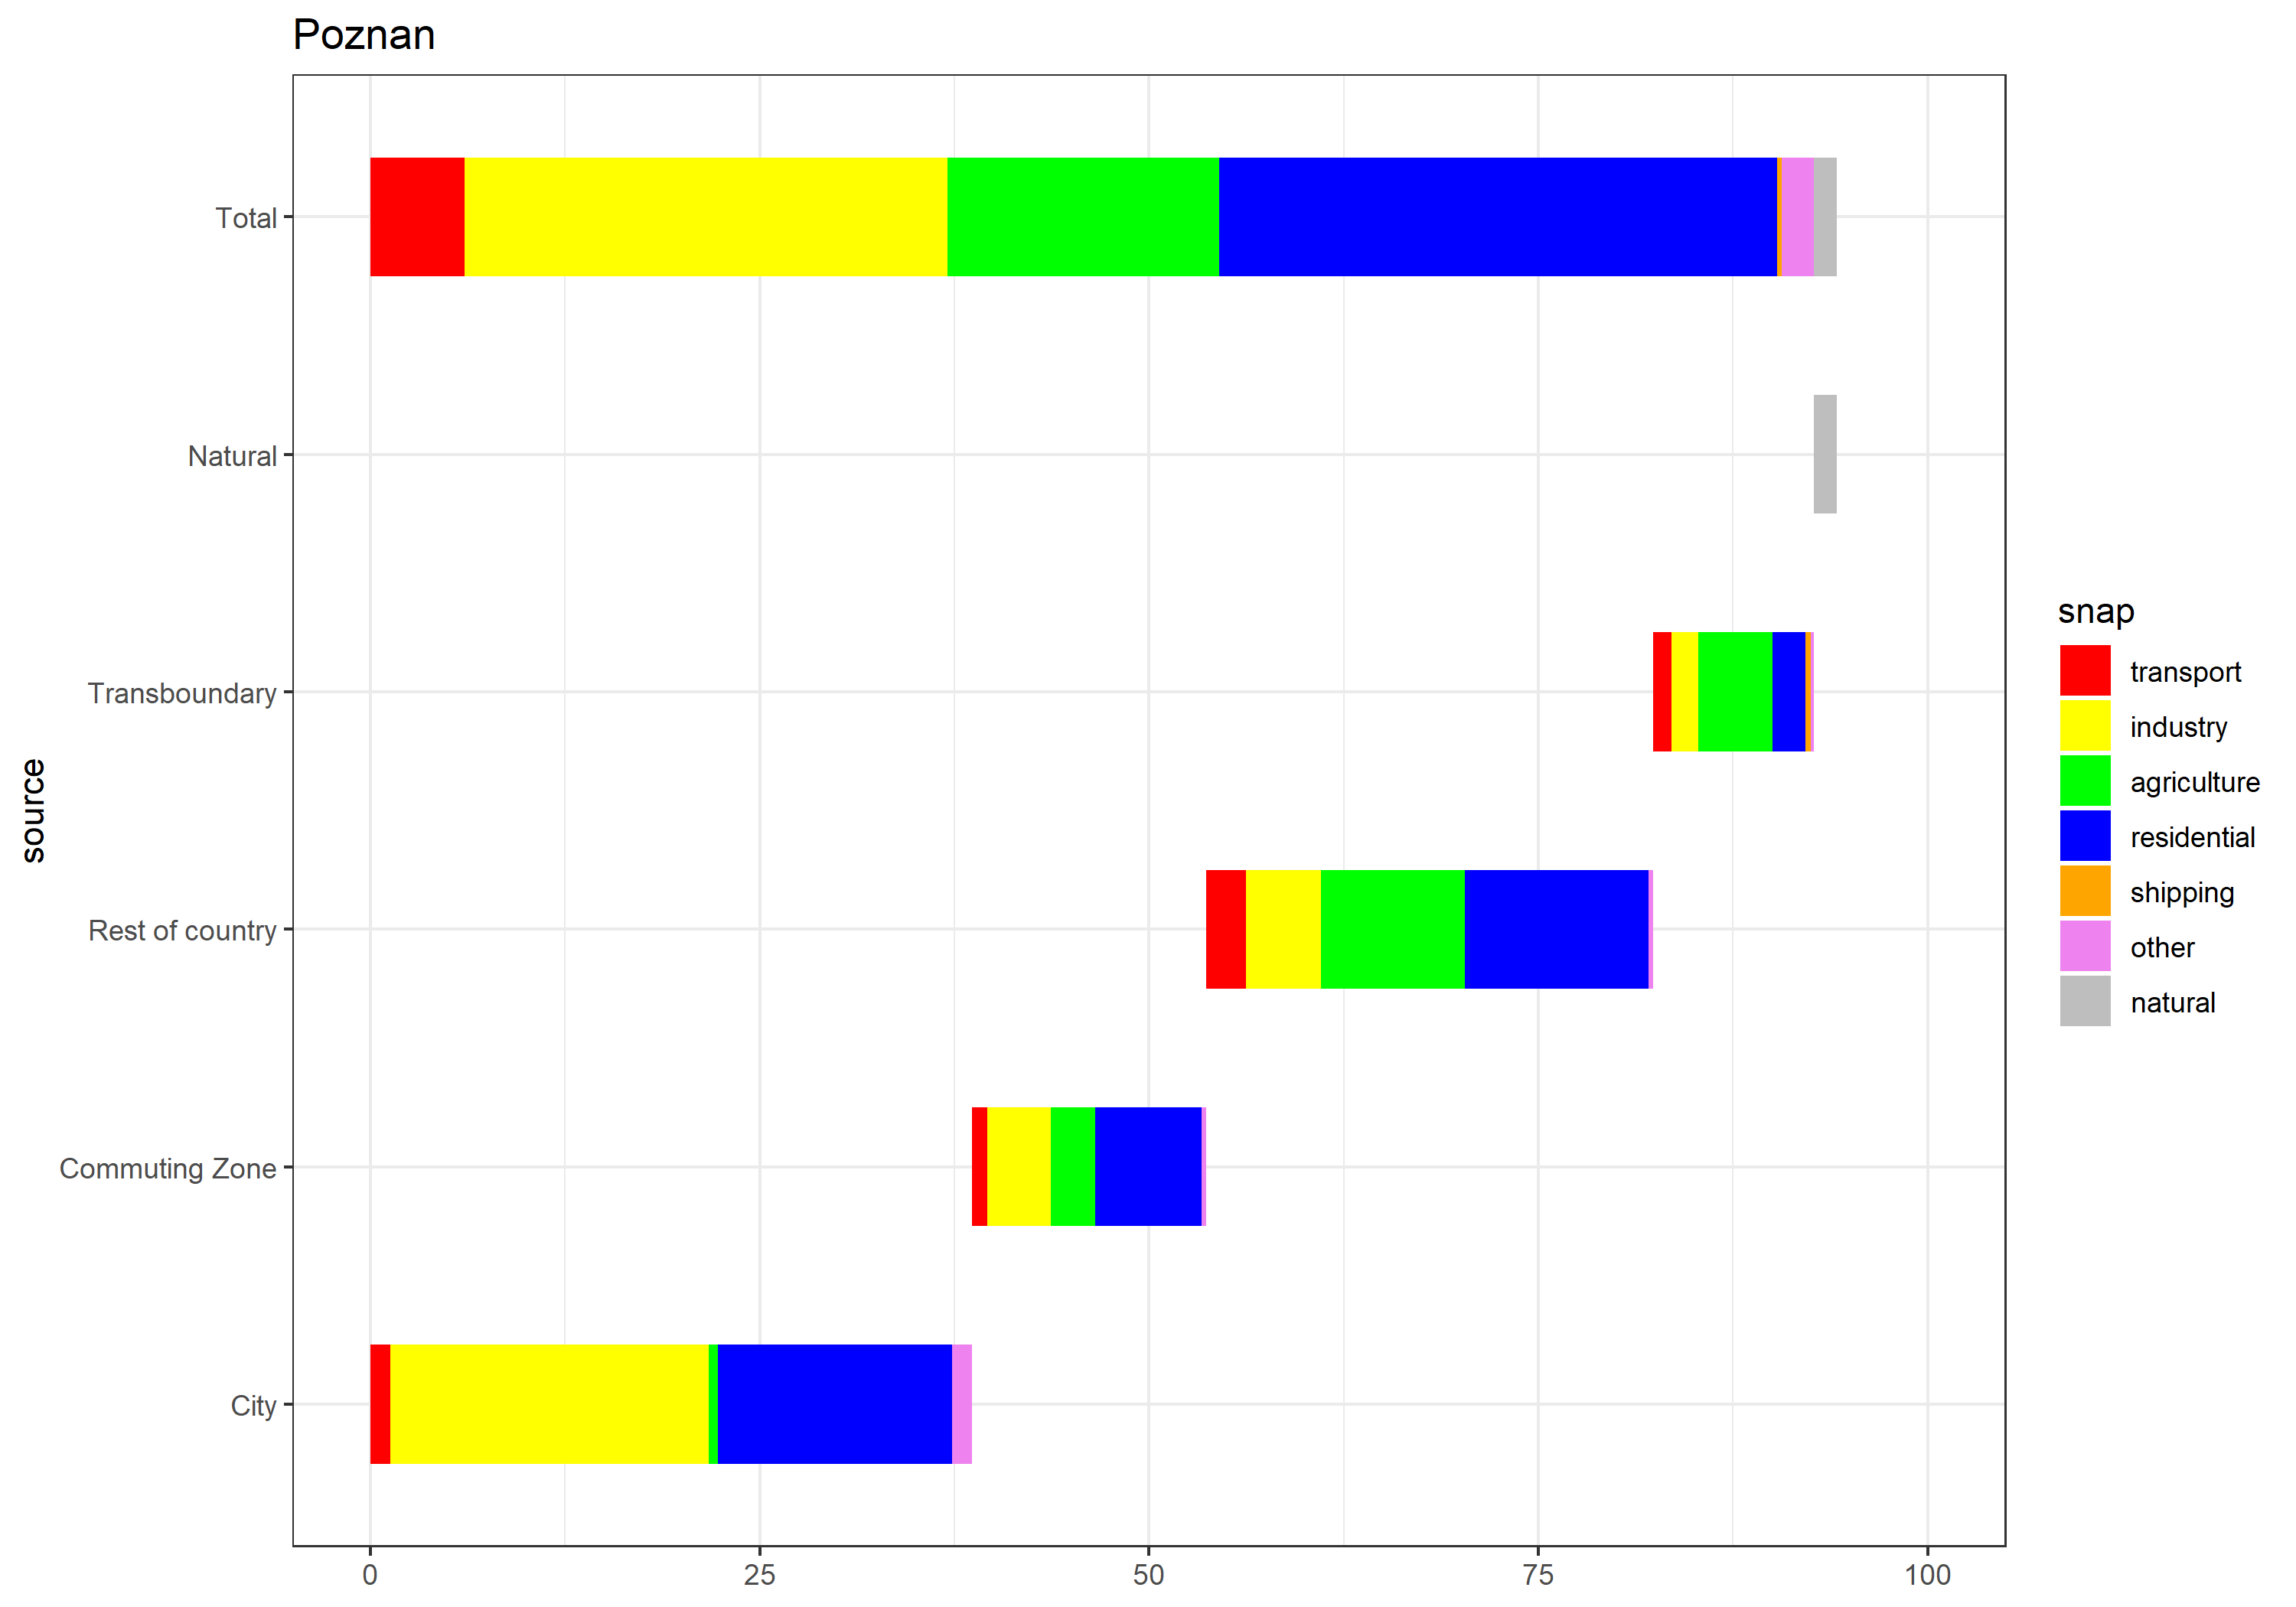 Poznan
Total
Natural
Transboundary
Rest of country
Commuting Zone
City
source
0 25 50 75 100
snap
transport
industry
agriculture
residential
shipping
other
natural